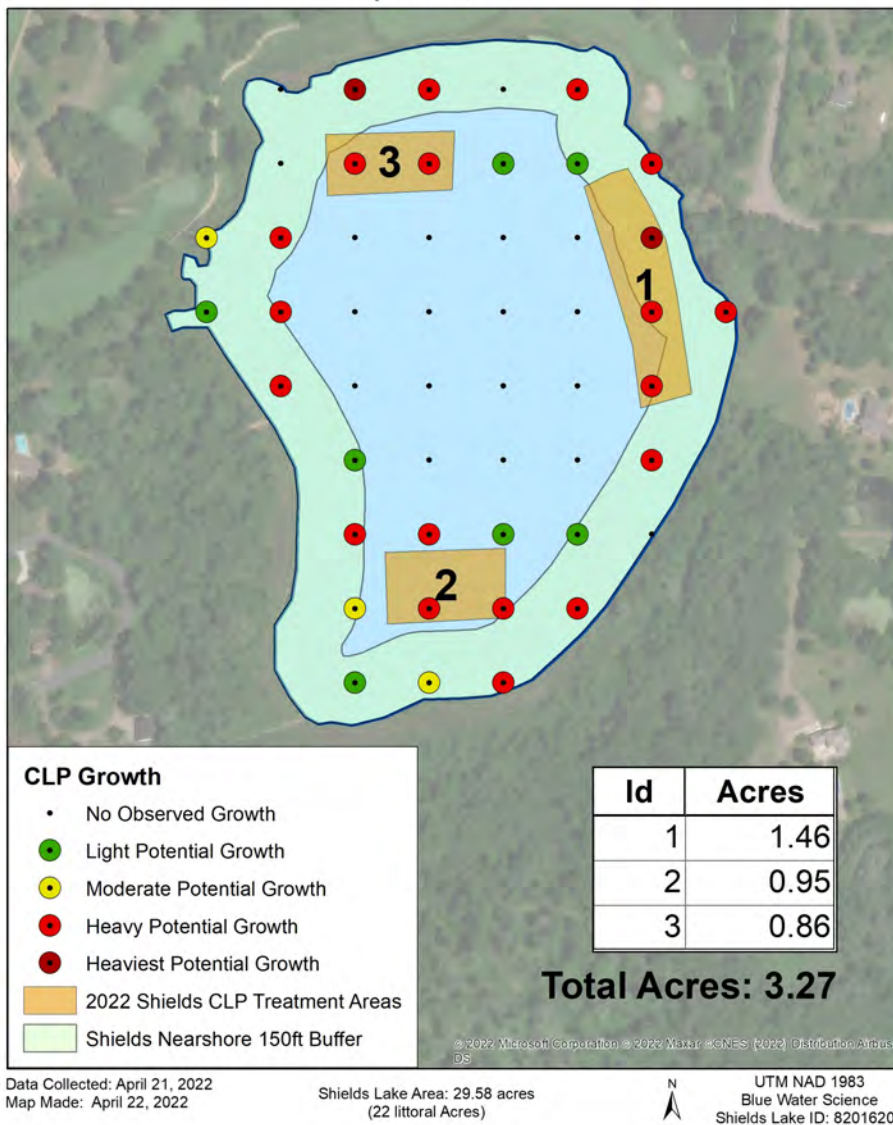 3
1
2
CLP Growth
No Observed Growth
Light Potential Growth
Moderate Potential Growth
Heavy Potential Growth
Heaviest Potential Growth
2022 Shields CLP Treatment Areas
Shields Nearshore 150ft Buffer
Id Acres
1 1.46
2 0.95
3 0.86
Total Acres: 3.27
© 2022 Microsoft Corporation © 2022 Maxar ©CNES (2022) Distribution Airbus
DS
Data Collected: April 21, 2022
Map Made: April 22, 2022
Shields Lake Area: 29.58 acres
(22 littoral Acres)
N
UTM NAD 1983
Blue Water Science
Shields Lake ID: 8201620